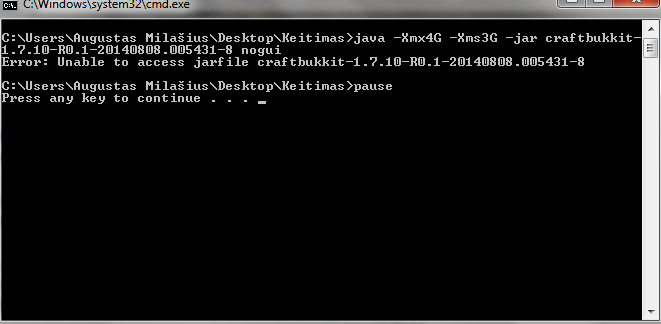 C:\Windows\system32\cmd.exe
C:\Users\Augustas Milašius\Desktop\Keitimas>java -Xmx4G -Xms3G -jar craftbukkit-
1.7.10-R0.1-20140808.005431-8 nogui
Error: Unable to access jarfile craftbukkit-1.7.10-R0.1-20140808.005431-8
C:\Users\Augustas Milašius\Desktop\Keitimas>pause
Press any key to continue . . .